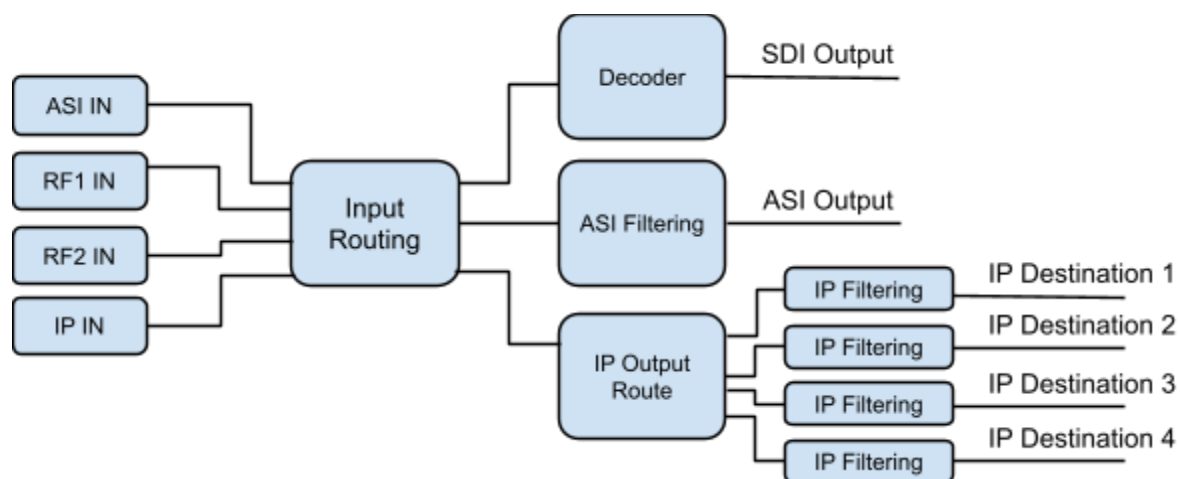 ASI IN
RF1 IN
RF2 IN
IP IN
Input
Routing
Decoder
SDI Output
ASI Filtering
ASI Output
IP Output
Route
IP Filtering
IP Destination 1
IP Filtering
IP Destination 2
IP Filtering
IP Destination 3
IP Filtering
IP Destination 4